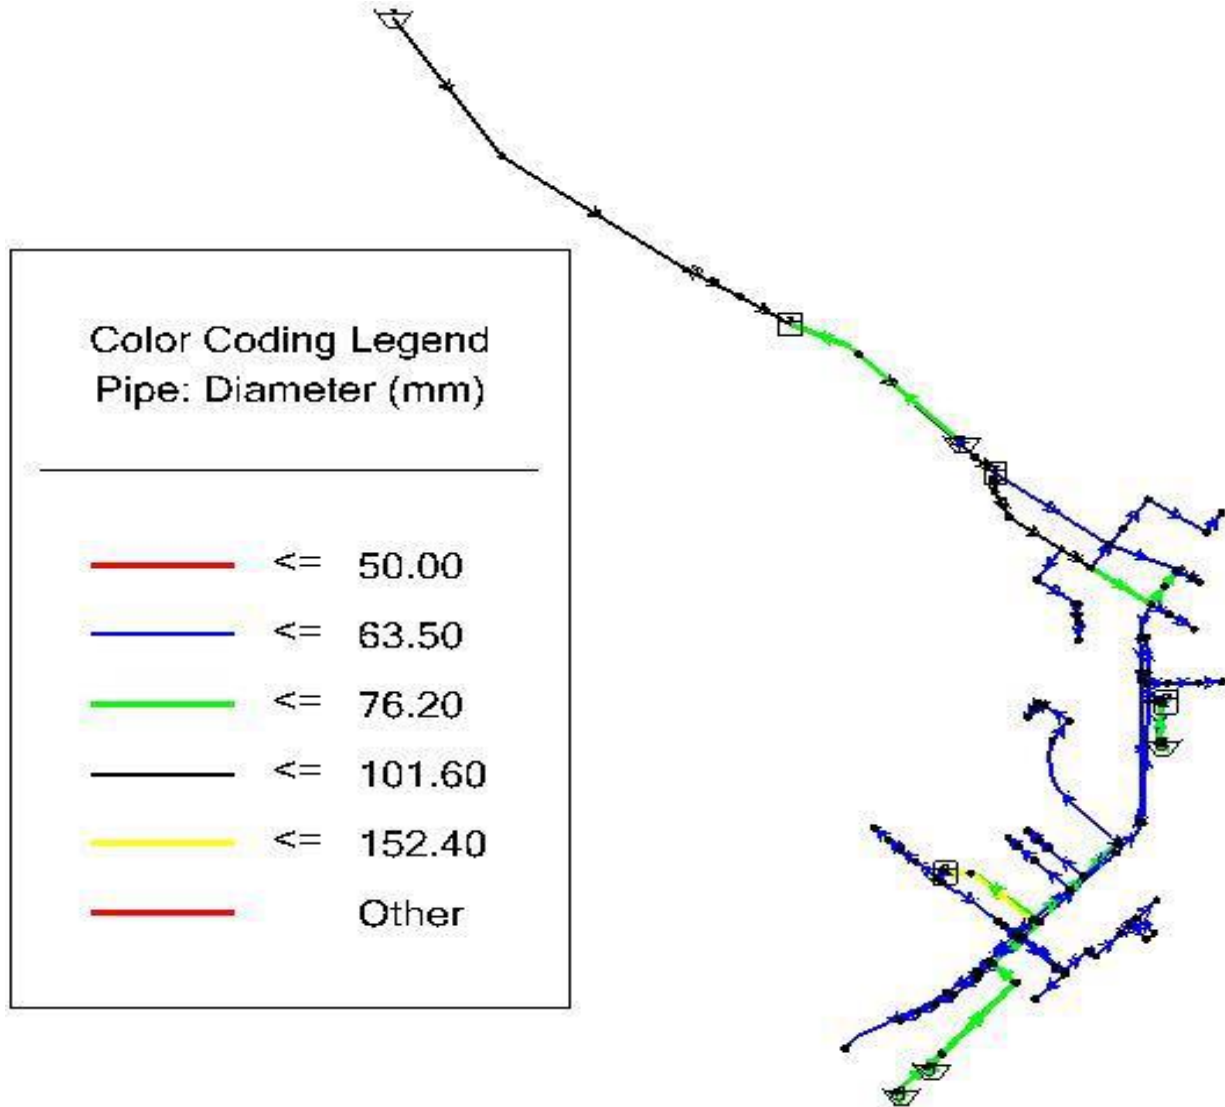 Color Coding Legend
Pipe: Diameter (mm)
<= 50.00
<= 63.50
<= 76.20
<= 101.60
<= 152.40
Other